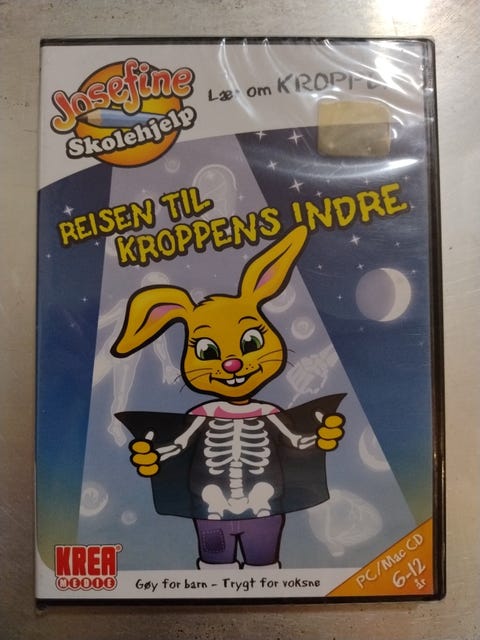 Josefine
Skolehjelp
Lær om KROPPEN
REISEN TIL
KROPPENS INDRE
KREA
MEDIE
Gøy for barn - Trygt for voksne
PC/Mac CD
6-12
år